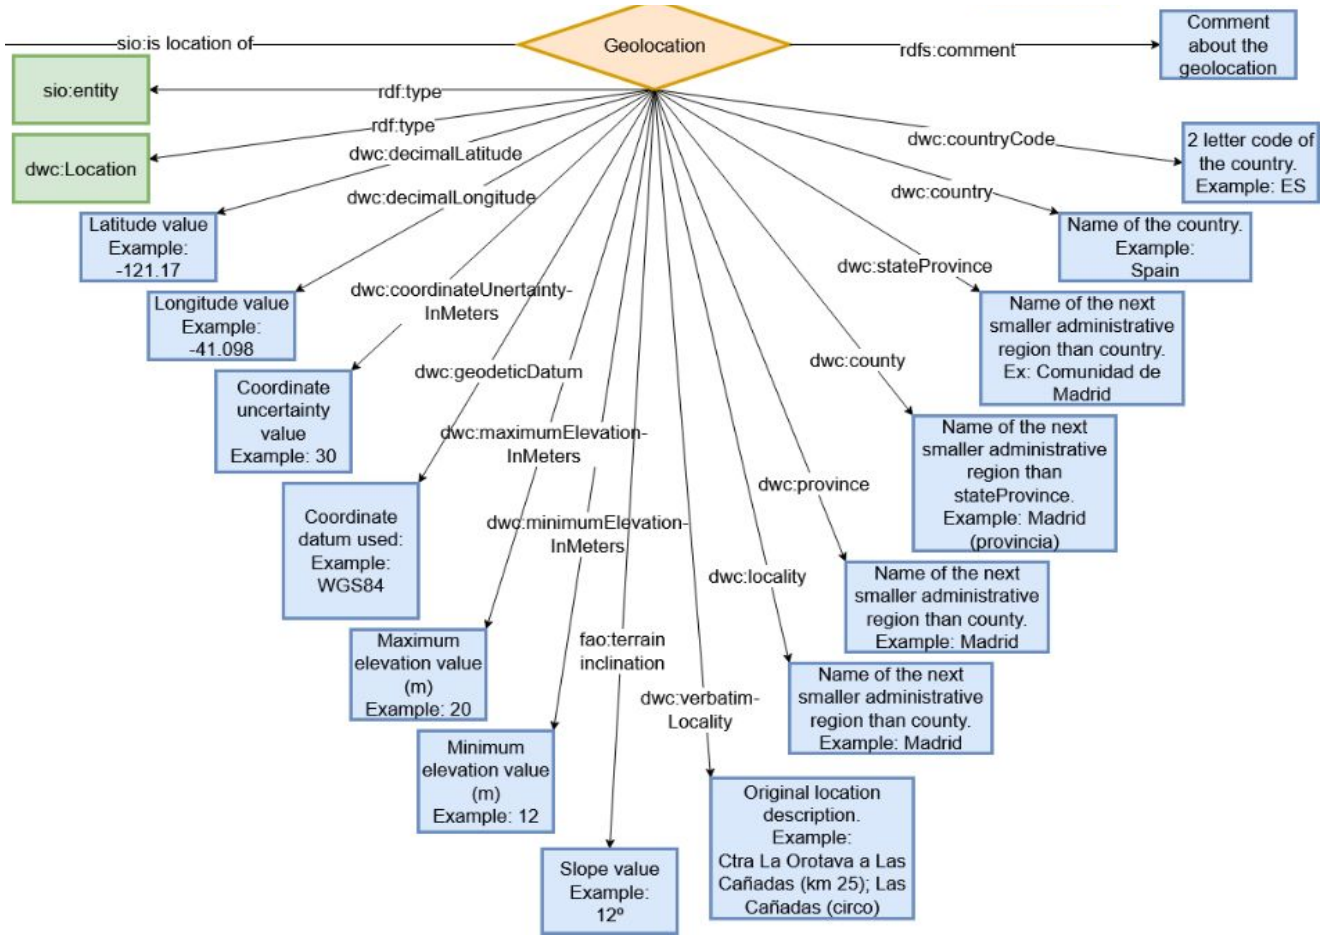 sio:is location of
Geolocation
rdfs:comment
Comment
about the
geolocation
sio:entity
rdf:type
rdf:type
dwc:Location
dwc:decimalLatitude
dwc:decimalLongitude
Latitude value
Example:
-121.17
Longitude value
Example:
-41.098
dwc:coordinateUnertainty-
InMeters
Coordinate
uncertainty
value
Example: 30
dwc:geodeticDatum
Coordinate
datum used:
Example:
WGS84
dwc:maximumElevation-
InMeters
Maximum
elevation value
(m)
Example: 20
dwc:minimumElevation-
InMeters
Minimum
elevation value
(m)
Example: 12
fao:terrain
inclination
Slope value
Example:
12º
dwc:verbatim-
Locality
Original location
description.
Example:
Ctra La Orotava a Las
Cañadas (km 25); Las
Cañadas (circo)
dwc:locality
Name of the next
smaller administrative
region than county.
Example: Madrid
dwc:province
Name of the next
smaller administrative
region than county.
Example: Madrid
dwc:county
Name of the next
smaller administrative
region than
stateProvince.
Example: Madrid
(provincia)
dwc:stateProvince
Name of the next
smaller administrative
region than country.
Ex: Comunidad de
Madrid
dwc:country
Name of the country.
Example:
Spain
dwc:countryCode
2 letter code of
the country.
Example: ES